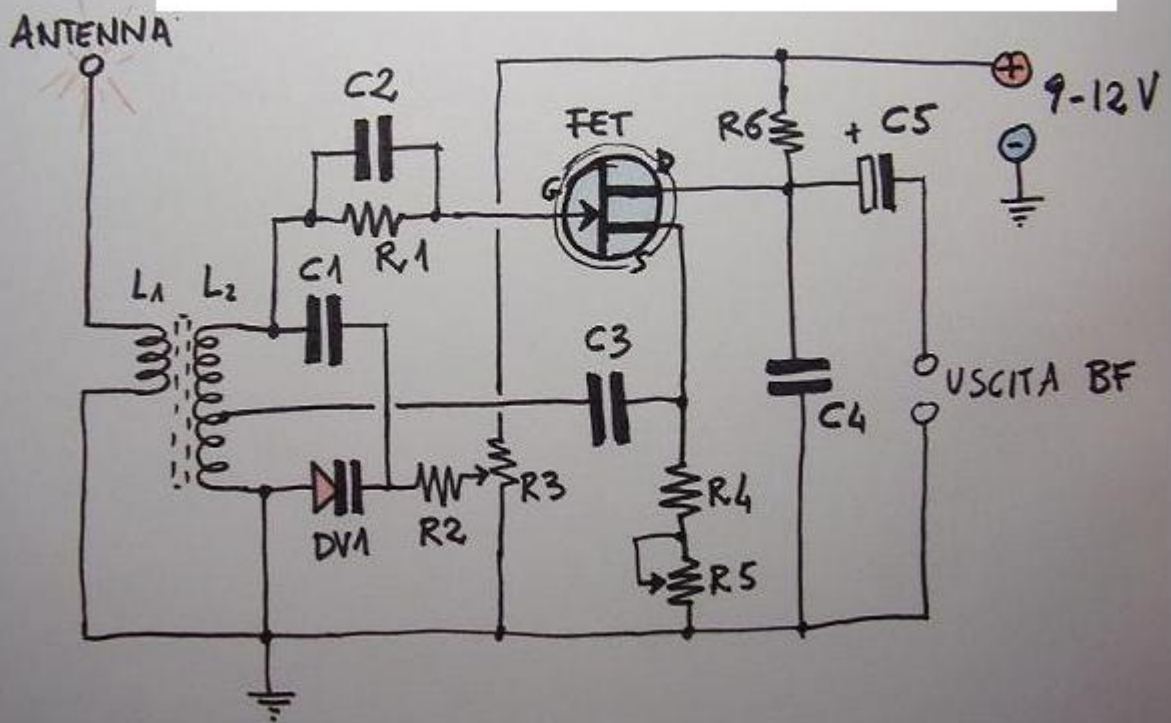 ANTENNA
C2
FET
R6
+ C5
+
9-12 V
-
G
D
S
R1
L1 L2
C1
C3
C4
USCITA BF
DV1
R2
R3
R4
R5